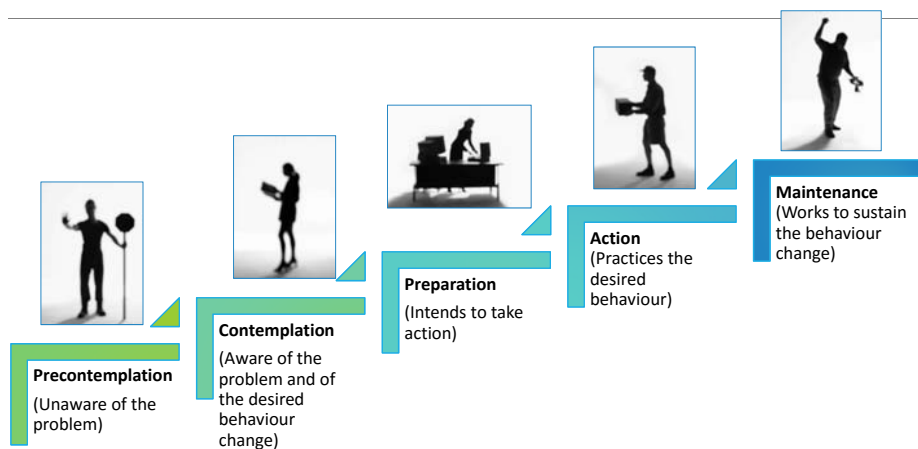 Precontemplation
(Unaware of the
problem)
Contemplation
(Aware of the
problem and of
the desired
behaviour
change)
Preparation
(Intends to take
action)
Action
(Practices the
desired
behaviour)
Maintenance
(Works to sustain
the behaviour
change)